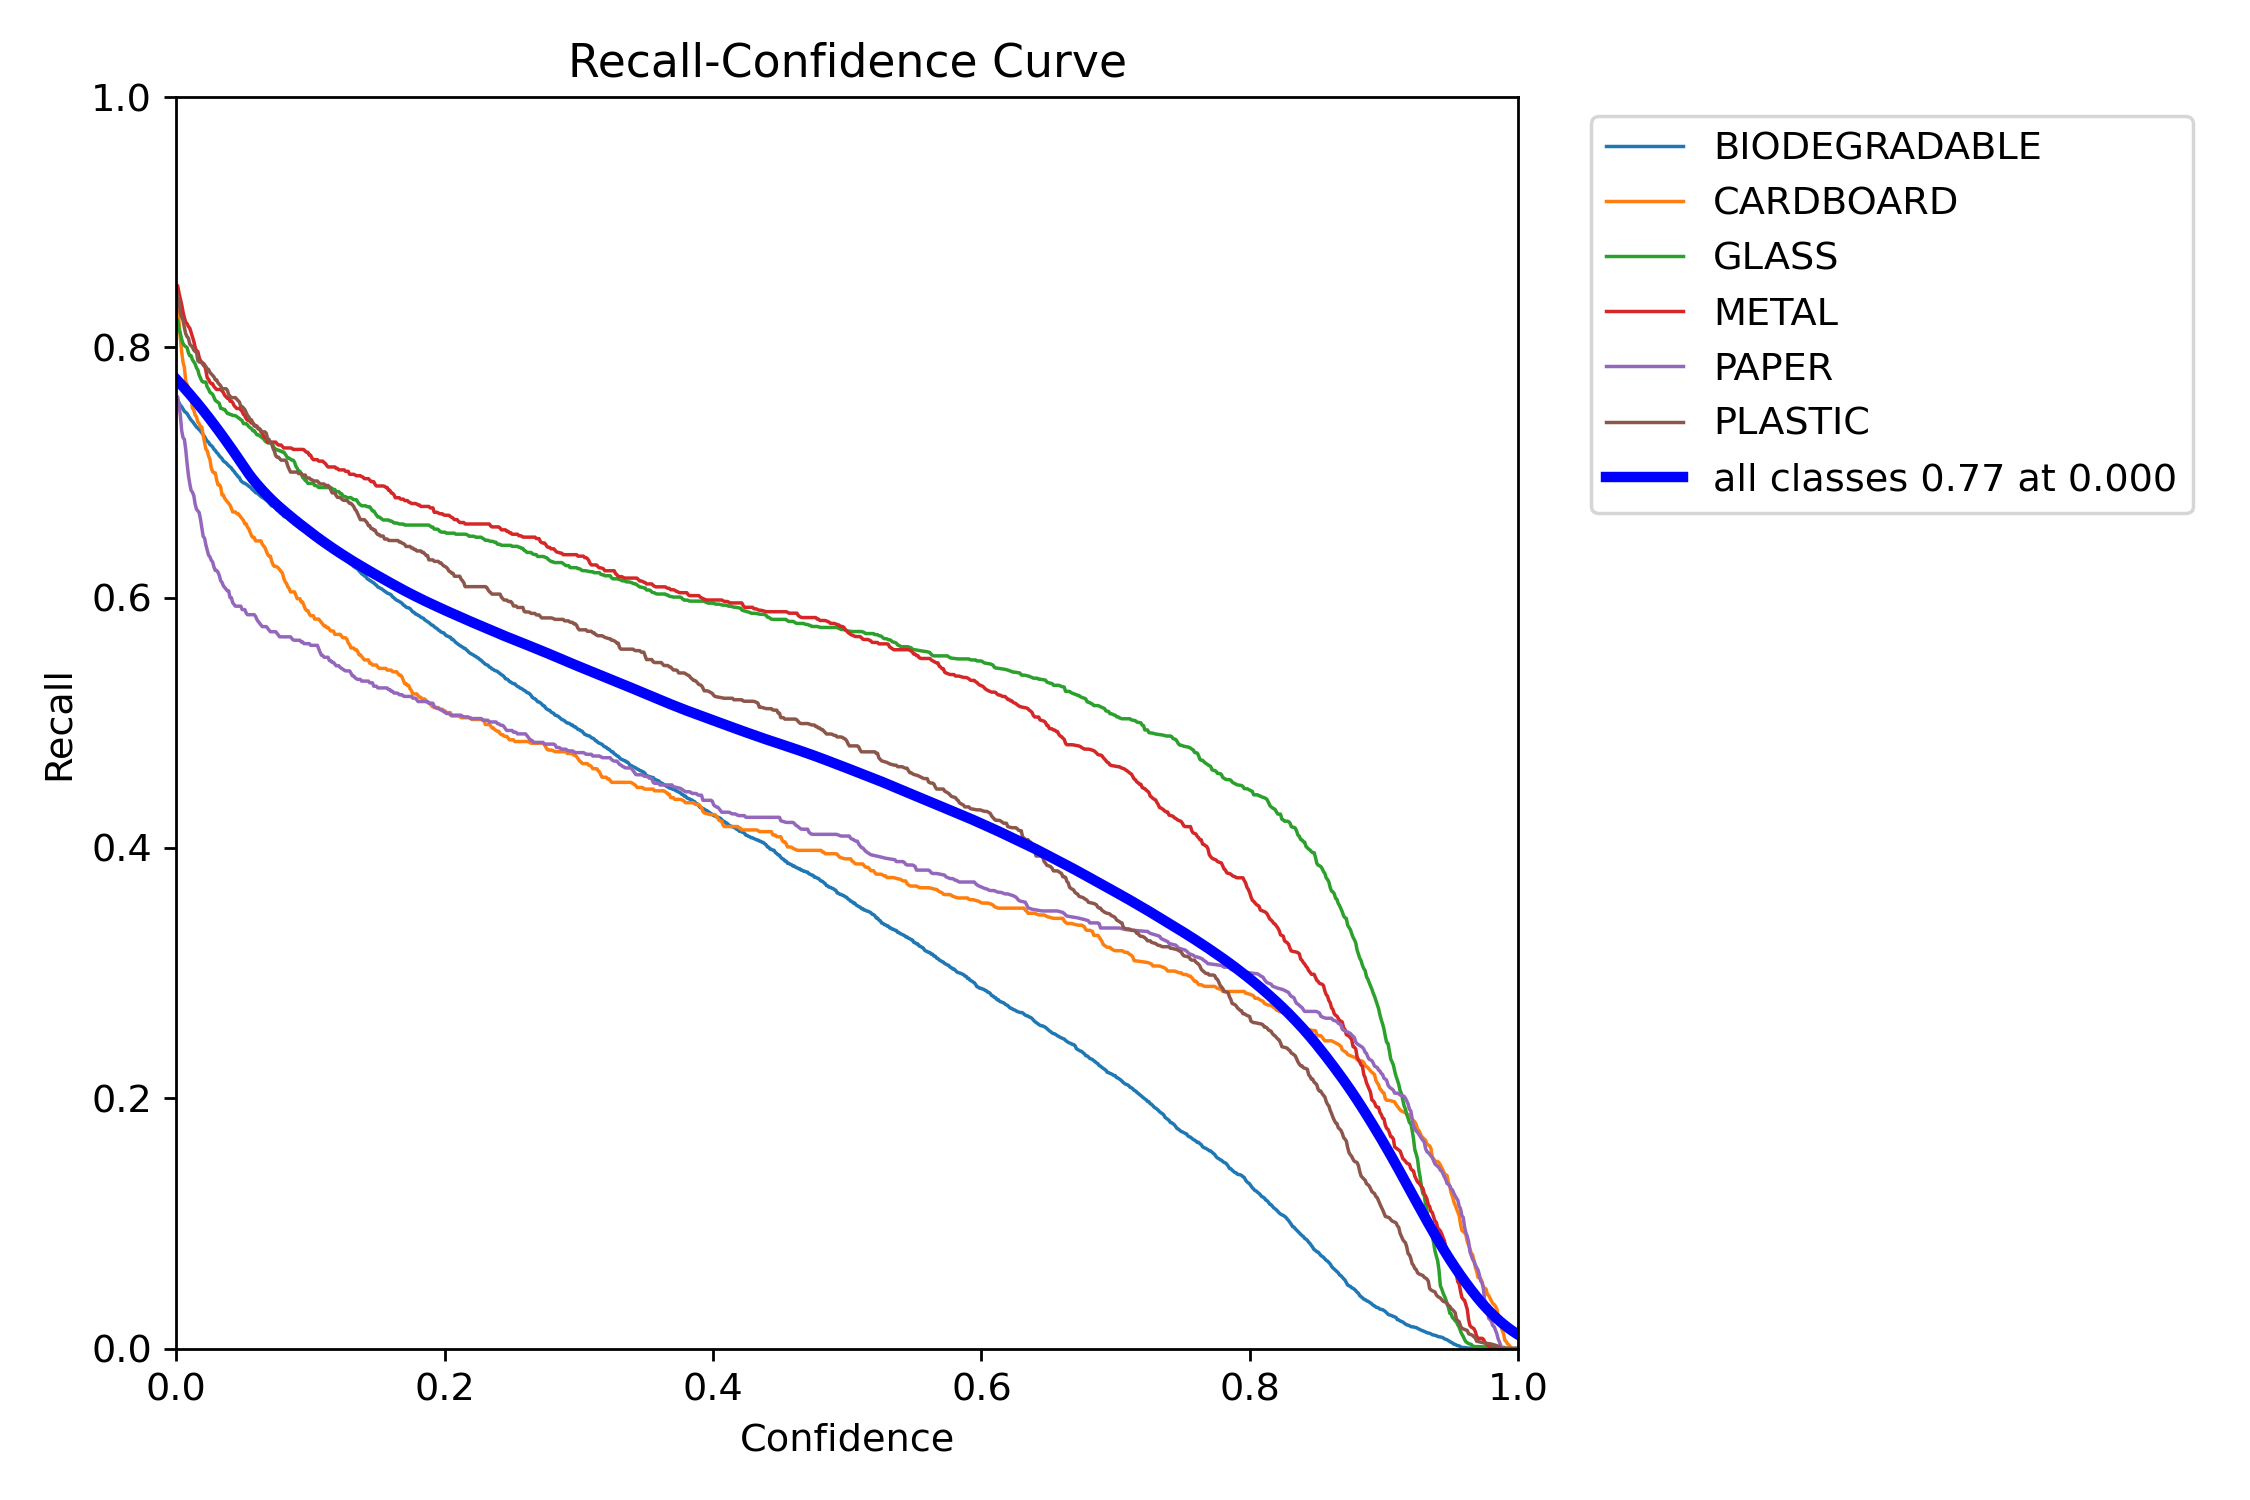 Recall-Confidence Curve
1.0
0.8
0.6
0.4
0.2
0.0
Recall
0.0 0.2 0.4 0.6 0.8 1.0
Confidence
BIODEGRADABLE
CARDBOARD
GLASS
METAL
PAPER
PLASTIC
all classes 0.77 at 0.000